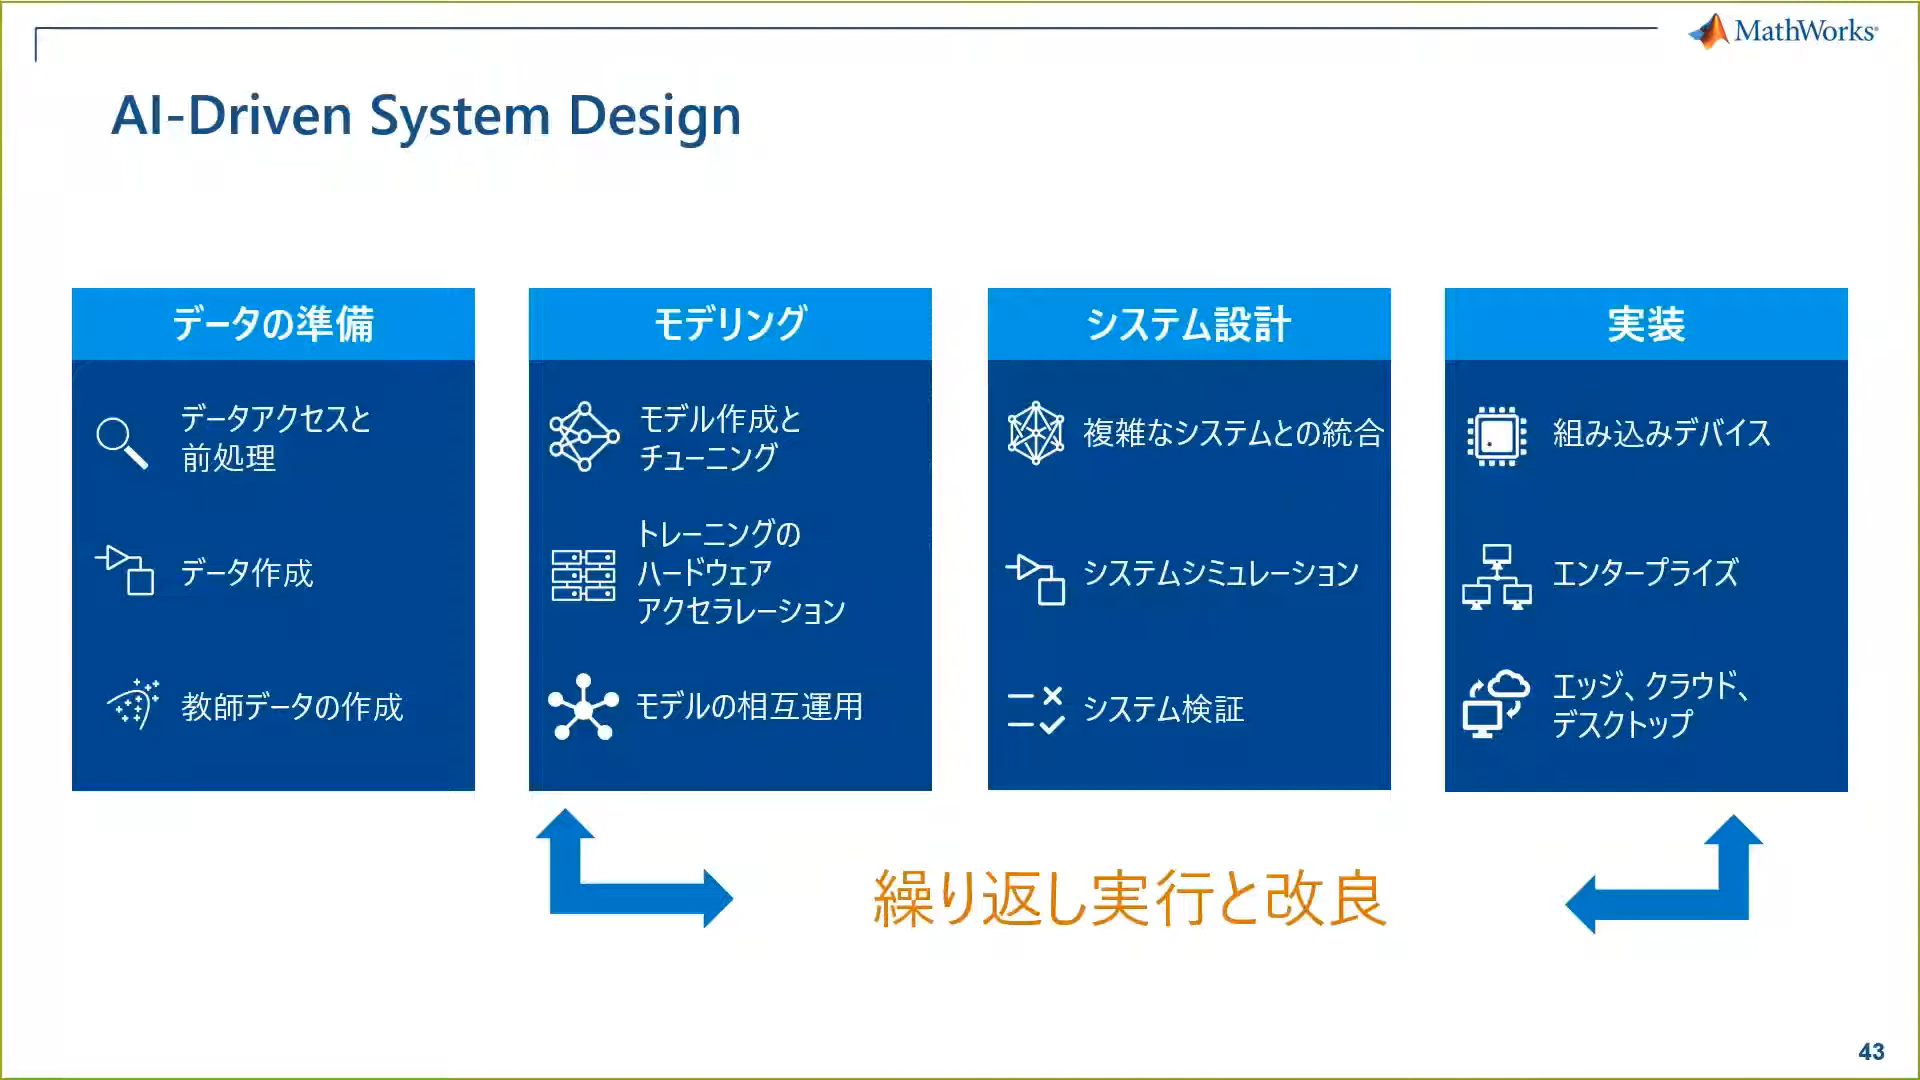 MathWorks®
AI-Driven System Design
データの準備
データアクセスと
前処理
データ作成
教師データの作成
モデリング
モデル作成と
チューニング
トレーニングの
ハードウェア
アクセラレーション
モデルの相互運用
システム設計
複雑なシステムとの統合
システムシミュレーション
システム検証
実装
組み込みデバイス
エンタープライズ
エッジ、クラウド、
デスクトップ
繰り返し実行と改良
43